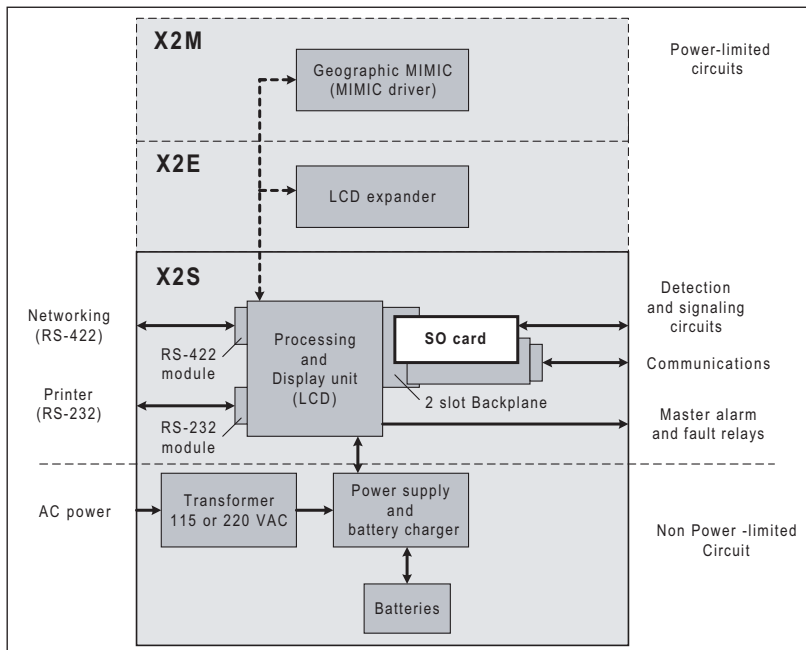 X2M
Geographic MIMIC
(MIMIC driver)
Power-limited
circuits
X2E
LCD expander
X2S
Networking
(RS-422)
RS-422
module
Processing
and
Display unit
(LCD)
SO card
2 slot Backplane
Detection
and signaling
circuits
Communications
Printer
(RS-232)
RS-232
module
Master alarm
and fault relays
AC power
Transformer
115 or 220 VAC
Power supply
and
battery charger
Non Power -limited
Circuit
Batteries